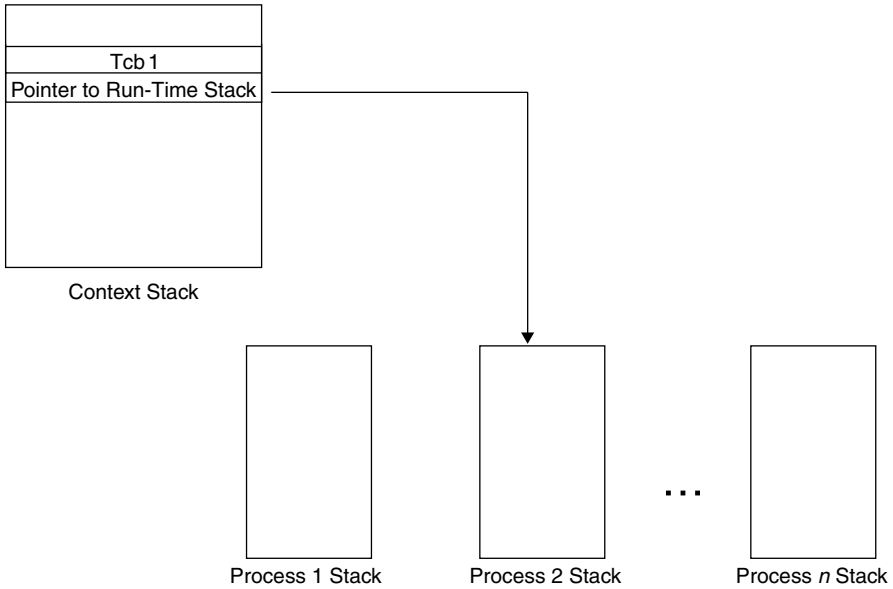 Tcb 1
Pointer to Run-Time Stack
Context Stack
...
Process 1 Stack
Process 2 Stack
Process n Stack